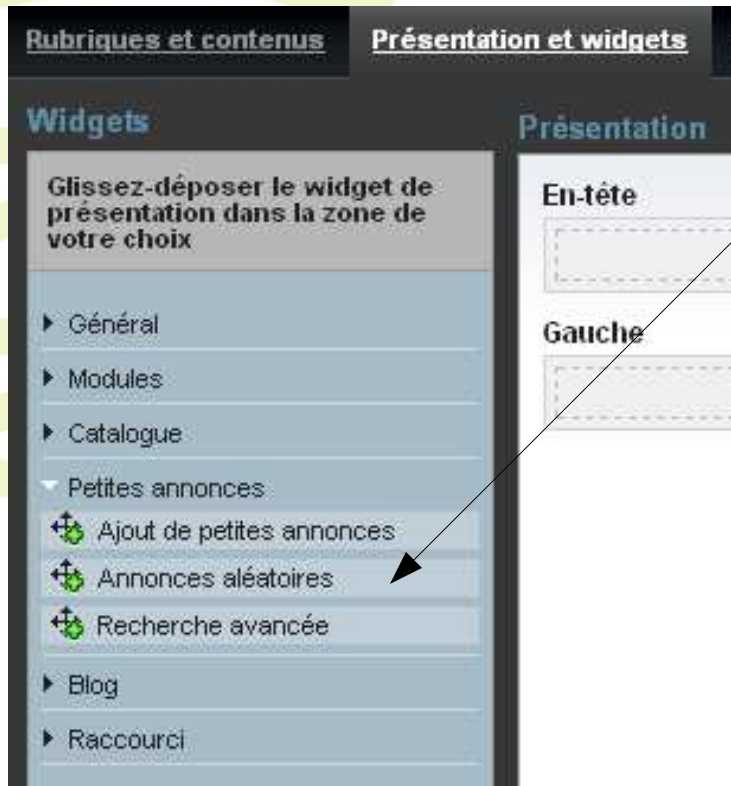 Rubriques et contenus
Présentation et widgets
Widgets
Glissez-déposer le widget de
présentation dans la zone de
votre choix
Général
Modules
Catalogue
Petites annonces
Ajout de petites annonces
Annonces aléatoires
Recherche avancée
Blog
Raccourci
Présentation
En-tête
Gauche